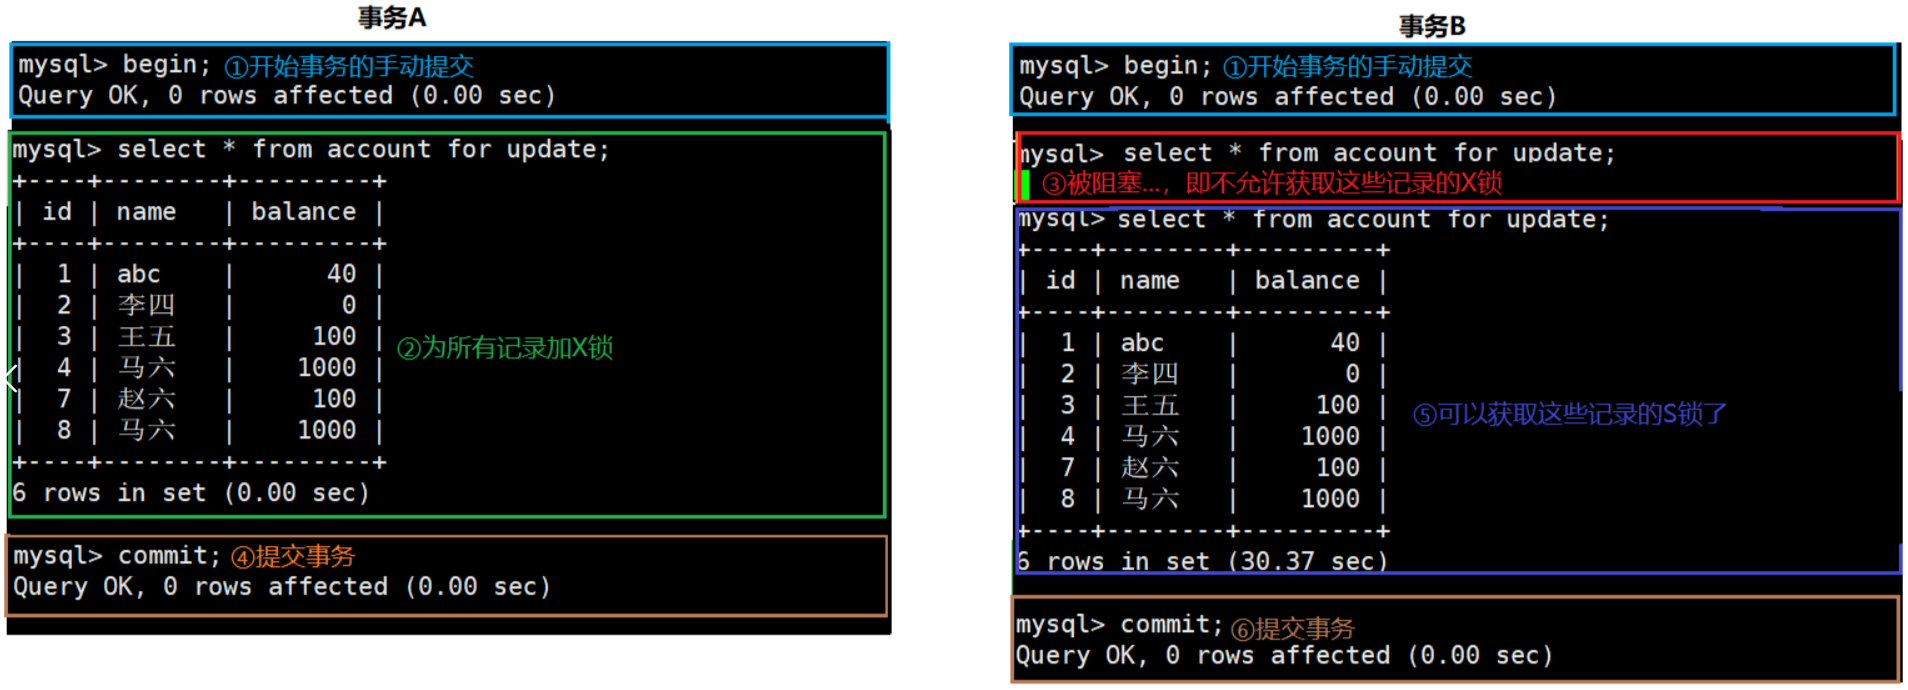 事务A
mysql> begin; ①开始事务的手动提交
Query OK, 0 rows affected (0.00 sec)
mysql> select * from account for update;
+----+--------+---------+
| id | name   | balance |
+----+--------+---------+
|  1 | abc    |      40 |
|  2 | 李四   |       0 |
|  3 | 王五   |     100 |
|  4 | 马六   |    1000 |
|  7 | 赵六   |     100 |
|  8 | 马六   |    1000 |
+----+--------+---------+
6 rows in set (0.00 sec)
②为所有记录加X锁
mysql> commit; ④提交事务
Query OK, 0 rows affected (0.00 sec)
事务B
mysql> begin; ①开始事务的手动提交
Query OK, 0 rows affected (0.00 sec)
mysql> select * from account for update;
③被阻塞...，即不允许获取这些记录的X锁
mysql> select * from account for update;
+----+--------+---------+
| id | name   | balance |
+----+--------+---------+
|  1 | abc    |      40 |
|  2 | 李四   |       0 |
|  3 | 王五   |     100 |
|  4 | 马六   |    1000 |
|  7 | 赵六   |     100 |
|  8 | 马六   |    1000 |
+----+--------+---------+
6 rows in set (30.37 sec)
⑤可以获取这些记录的S锁了
mysql> commit; ⑥提交事务
Query OK, 0 rows affected (0.00 sec)